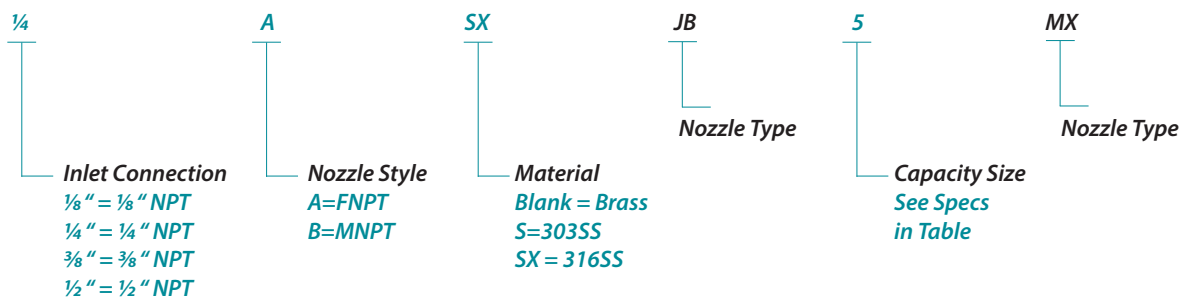 ¼ A SX JB 5 MX
Nozzle Type Nozzle Type
Inlet Connection Nozzle Style Material Capacity Size
⅛ “ = ⅛ “ NPT A=FNPT Blank = Brass See Specs
¼ “ = ¼ “ NPT B=MNPT S=303SS in Table
⅜ “ = ⅜ “ NPT SX = 316SS
½ “ = ½ “ NPT